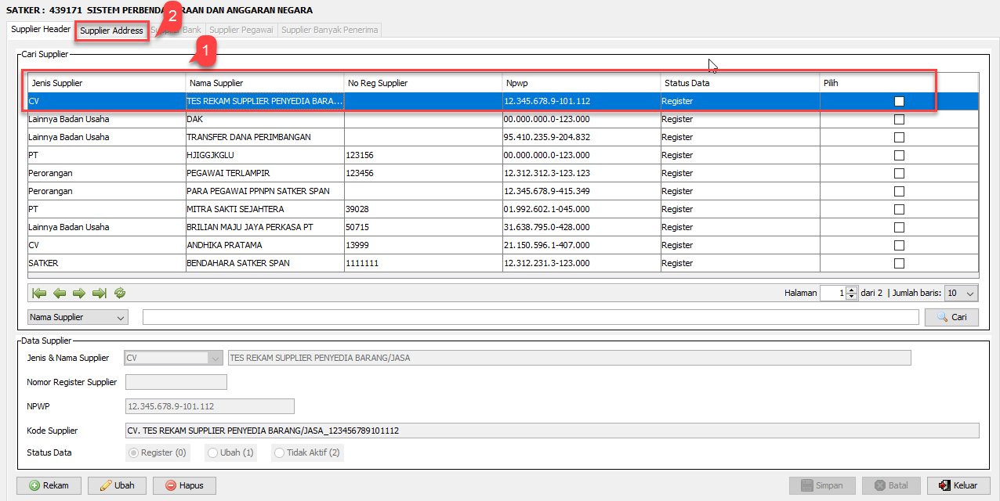 SATKER : 439171 SISTEM PERBENDA RAAN DAN ANGGARAN NEGARA
2
Supplier Header Supplier Address Bank Supplier Pegawai Supplier Banyak Penerima
1
Cari Supplier
Jenis Supplier Nama Supplier No Reg Supplier Npwp Status Data Pilih
CV TES REKAM SUPPLIER PENYEDIA BARA... 12.345.678.9-101.112 Register
Lainnya Badan Usaha DAK 00.000.000.0-123.000 Register
Lainnya Badan Usaha TRANSFER DANA PERIMBANGAN 95.410.235.9-204.832 Register
PT HJIGGJKGLU 123156 00.000.000.0-123.000 Register
Perorangan PEGAWAI TERLAMPIR 123456 12.312.312.3-123.123 Register
Perorangan PARA PEGAWAI PPNPN SATKER SPAN 12.345.678.9-415.349 Register
PT MITRA SAKTI SEJAHTERA 39028 01.992.602.1-045.000 Register
Lainnya Badan Usaha BRILIAN MAJU JAYA PERKASA PT 50715 31.638.795.0-428.000 Register
CV ANDHIKA PRATAMA 13999 21.150.596.1-407.000 Register
SATKER BENDAHARA SATKER SPAN 1111111 12.312.231.3-123.000 Register
Halaman 1 dari 2 | Jumlah baris: 10
Nama Supplier Cari
Data Supplier
Jenis & Nama Supplier CV TES REKAM SUPPLIER PENYEDIA BARANG/JASA
Nomor Register Supplier
NPWP 12.345.678.9-101.112
Kode Supplier CV. TES REKAM SUPPLIER PENYEDIA BARANG/JASA_123456789101112
Status Data Register (0) Ubah (1) Tidak Aktif (2)
Rekam Ubah Hapus Simpan Batal Keluar